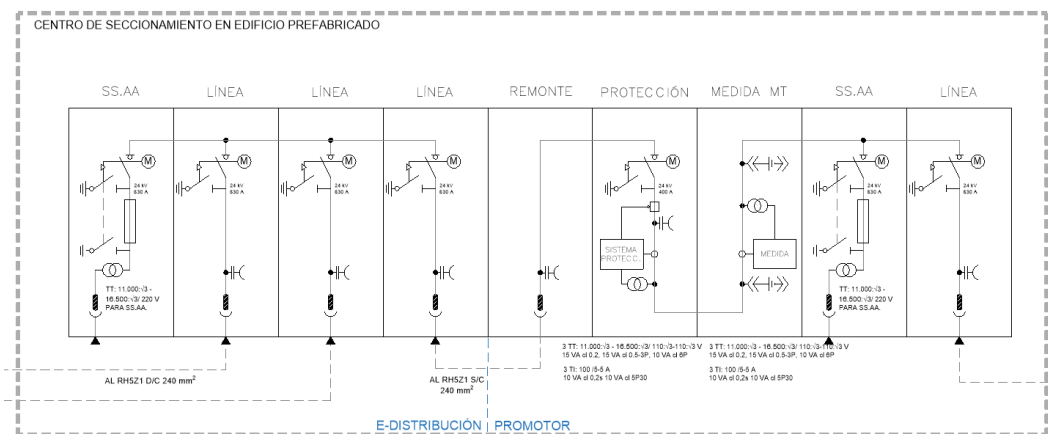 CENTRO DE SECCIONAMIENTO EN EDIFICIO PREFABRICADO
SS.AA
LÍNEA
LÍNEA
LÍNEA
REMONTE
PROTECCIÓN
MEDIDA MT
SS.AA
LÍNEA
M
24 kV
630 A
M
24 kV
630 A
M
24 kV
630 A
M
24 kV
630 A
M
24 kV
400 A
M
24 kV
630 A
M
24 kV
630 A
SISTEMA
PROTECC.
MEDIDA
TT: 11.000:√3 -
16.500:√3/ 220 V
PARA SS.AA.
TT: 11.000:√3 -
16.500:√3/ 220 V
PARA SS.AA.
3 TT: 11.000:√3 - 16.500:√3/ 110:√3-110:√3 V
15 VA cl 0.2, 15 VA cl 0.5-3P, 10 VA cl 6P
3 TI: 100 /5-5 A
10 VA cl 0,2s 10 VA cl 5P30
3 TT: 11.000:√3 - 16.500:√3/ 110:√3-110:√3 V
15 VA cl 0.2, 15 VA cl 0.5-3P, 10 VA cl 6P
3 TI: 100 /5-5 A
10 VA cl 0,2s 10 VA cl 5P30
AL RH5Z1 D/C 240 mm²
AL RH5Z1 S/C
240 mm²
E-DISTRIBUCIÓN
PROMOTOR